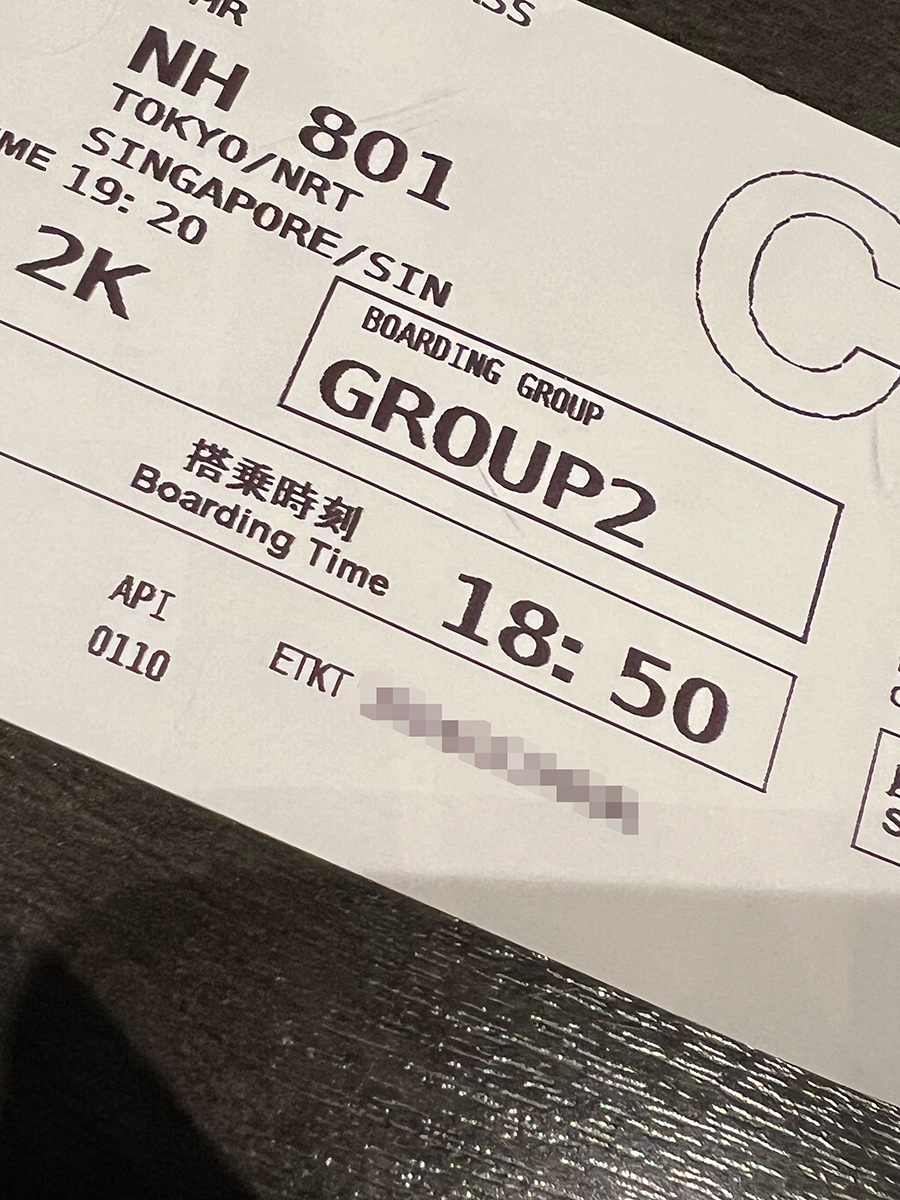 MR
NH 801
TOKYO/NRT
SINGAPORE/SIN
19:20
2K
C
BOARDING GROUP
GROUP2
搭乗時刻
Boarding Time 18:50
API
0110
ETKT